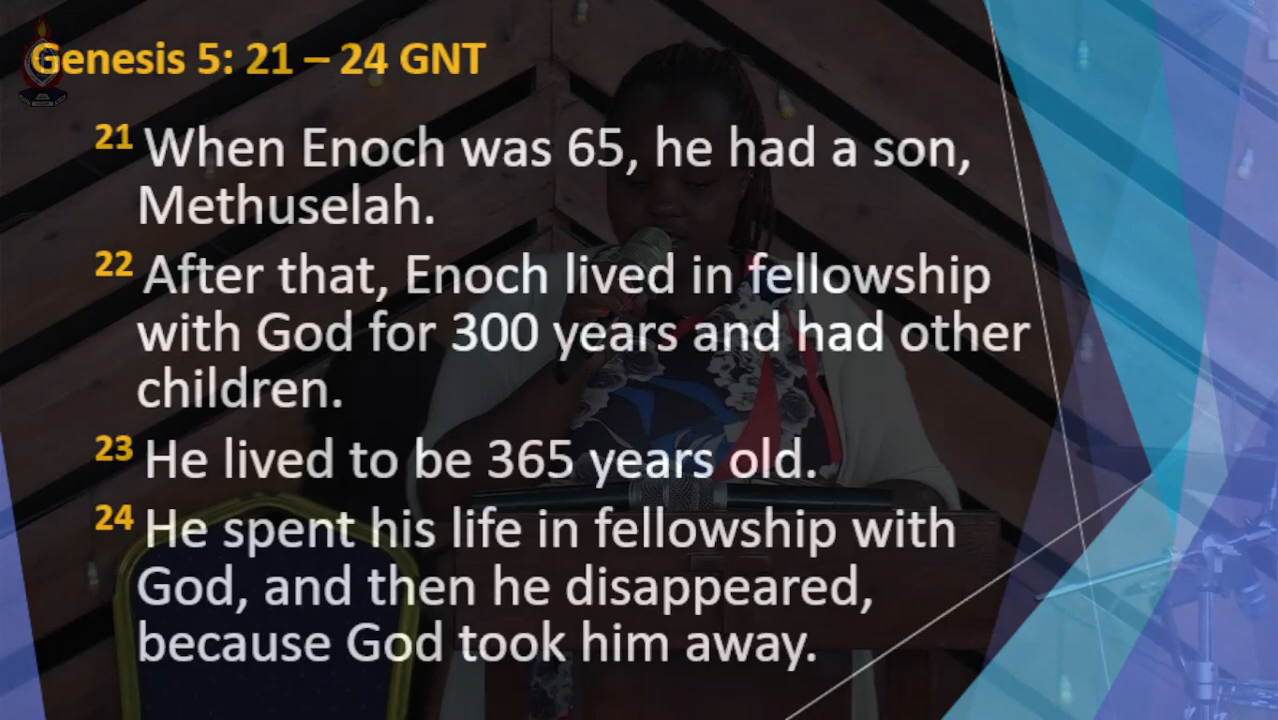 Genesis 5: 21 – 24 GNT
21 When Enoch was 65, he had a son,
Methuselah.
22 After that, Enoch lived in fellowship
with God for 300 years and had other
children.
23 He lived to be 365 years old.
24 He spent his life in fellowship with
God, and then he disappeared,
because God took him away.